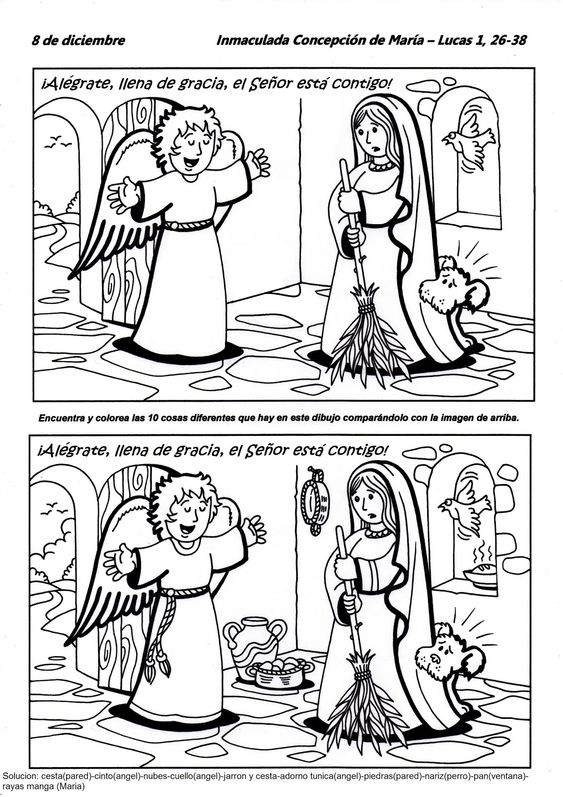 8 de diciembre Inmaculada Concepción de María – Lucas 1, 26-38
¡Alégrate, llena de gracia, el Señor está contigo!
Encuentra y colorea las 10 cosas diferentes que hay en este dibujo comparándolo con la imagen de arriba.
¡Alégrate, llena de gracia, el Señor está contigo!
Solucion: cesta(pared)-cinto(angel)-nubes-cuello(angel)-jarron y cesta-adorno tunica(angel)-piedras(pared)-nariz(perro)-pan(ventana)-
rayas manga (Maria)